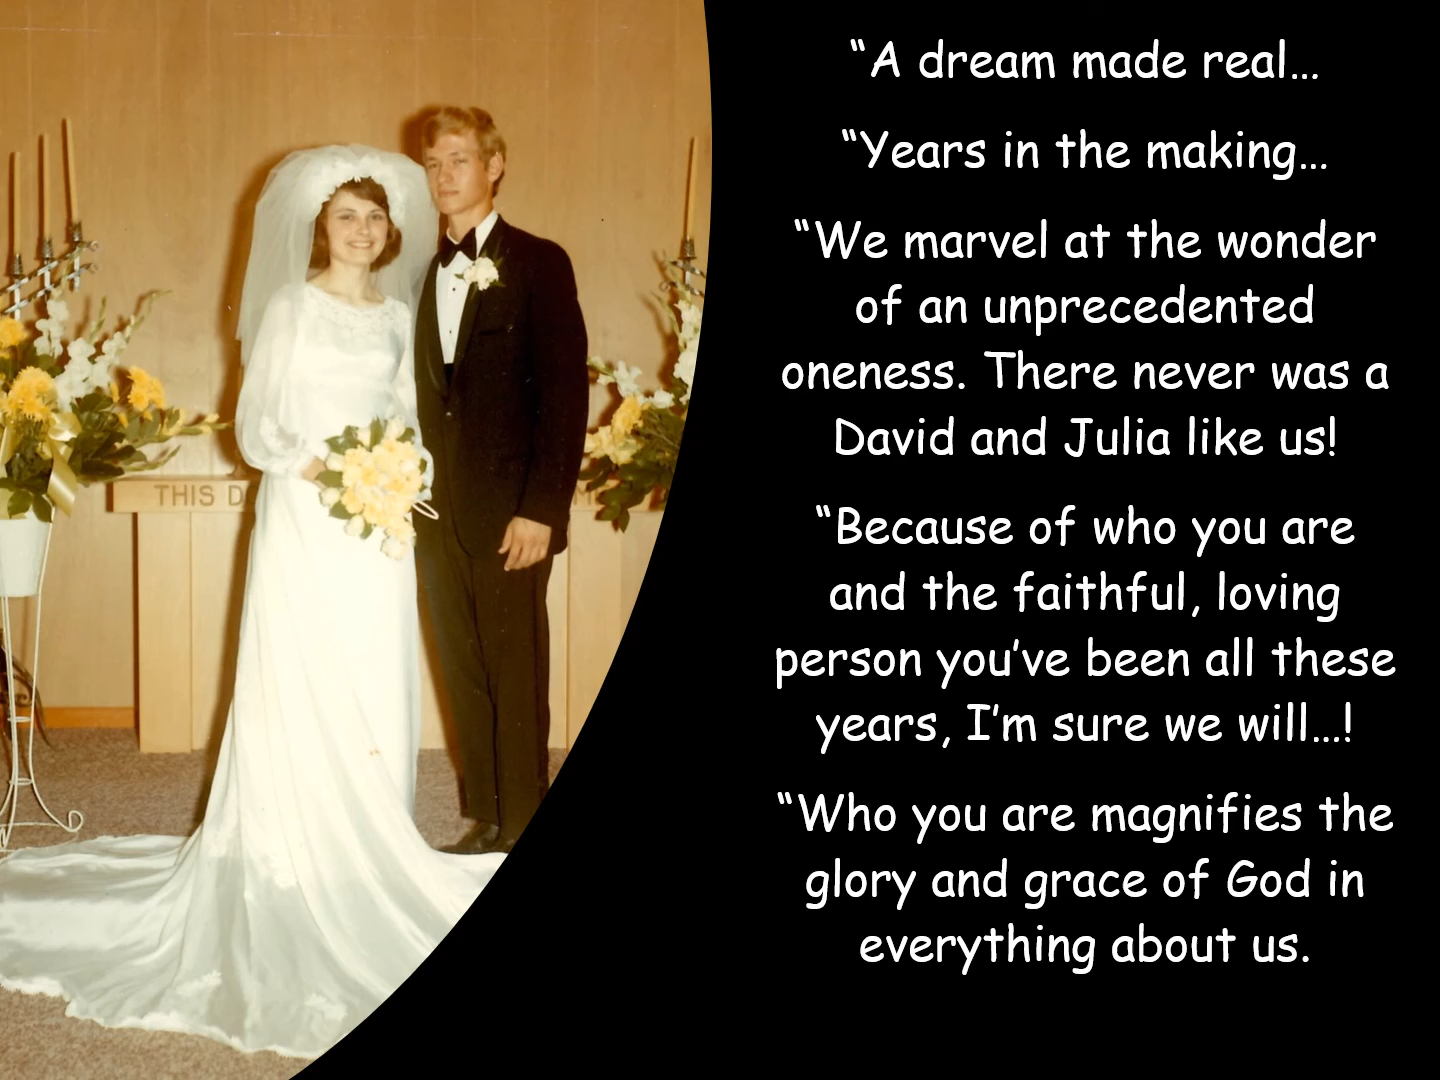 “A dream made real…
“Years in the making…
“We marvel at the wonder
of an unprecedented
oneness. There never was a
David and Julia like us!
“Because of who you are
and the faithful, loving
person you’ve been all these
years, I’m sure we will…!
“Who you are magnifies the
glory and grace of God in
everything about us.
THIS D